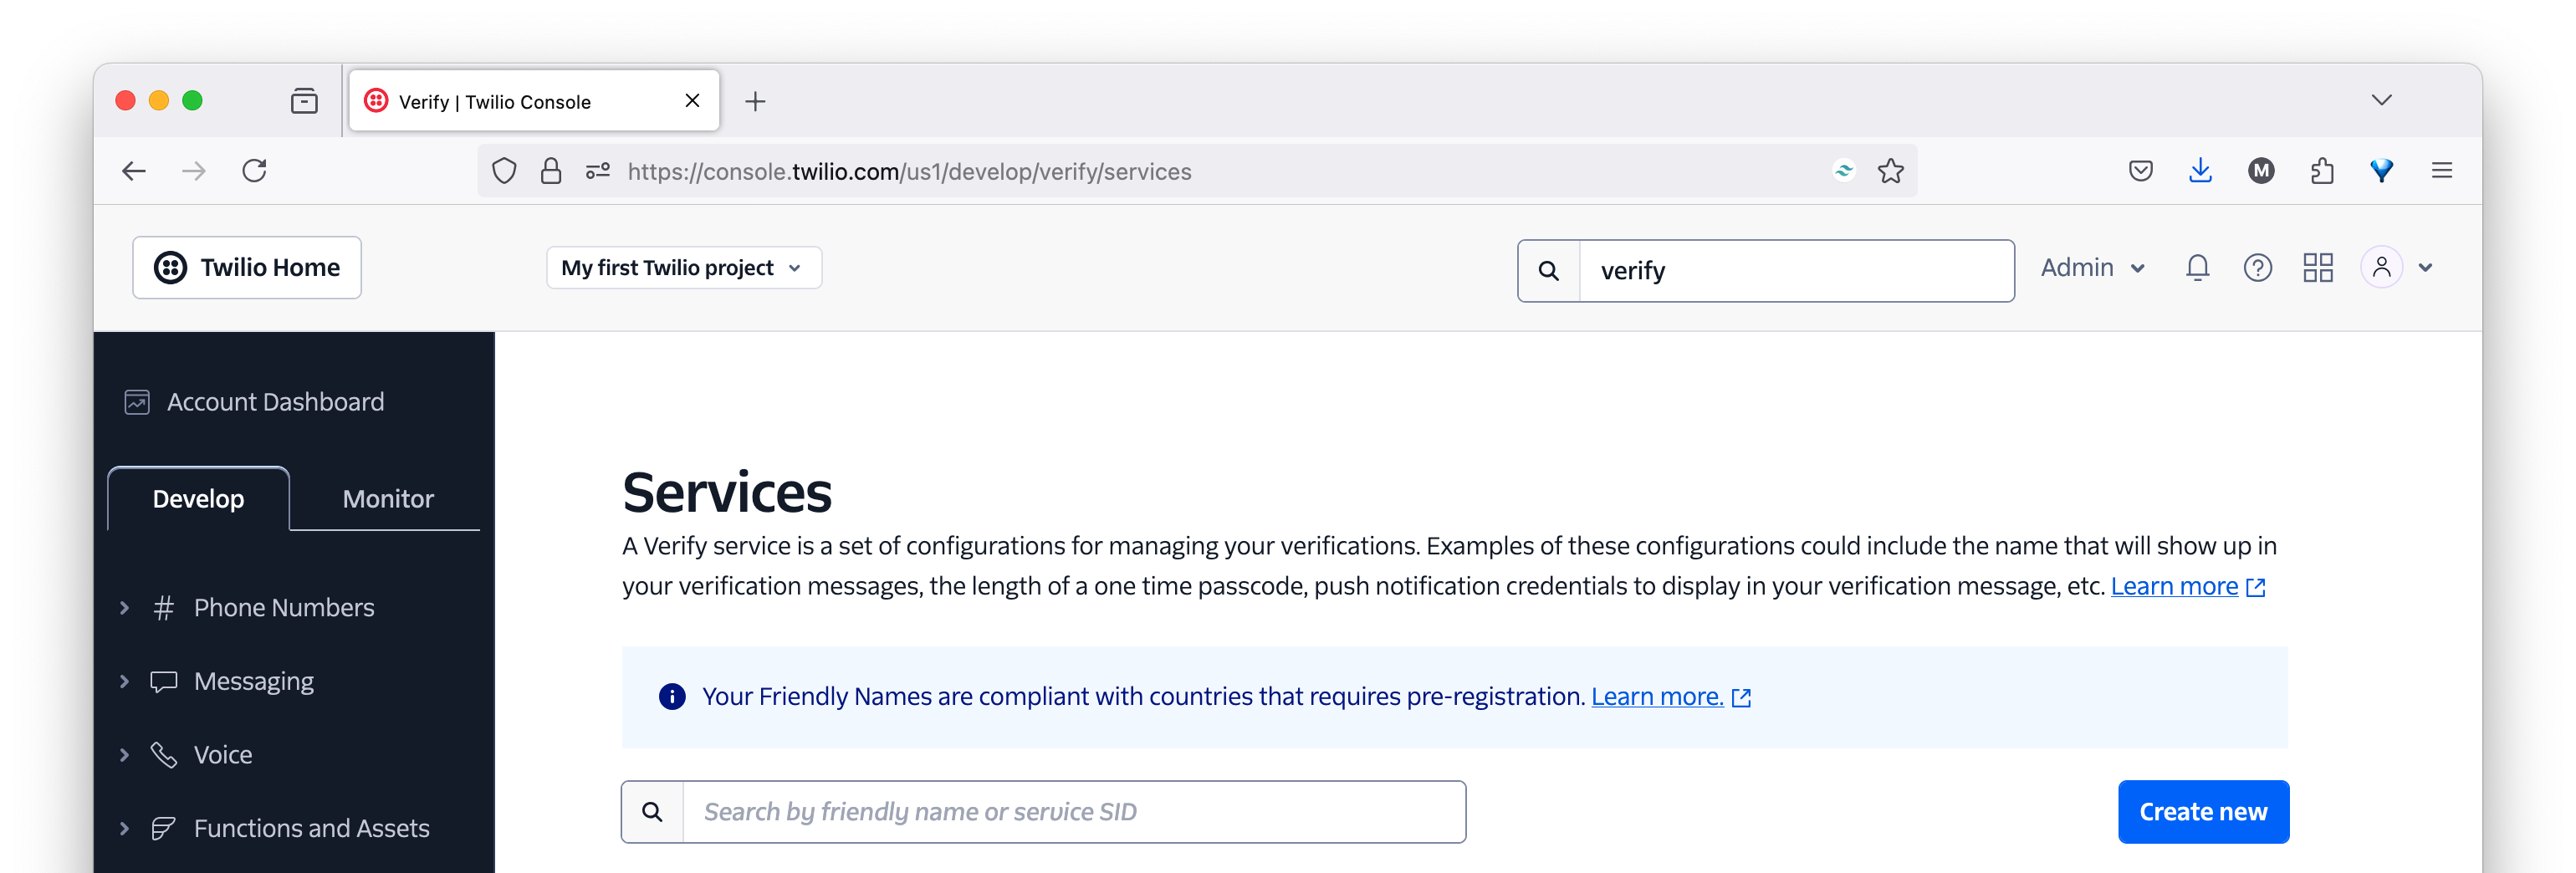 Verify | Twilio Console
https://console.twilio.com/us1/develop/verify/services
M
Twilio Home
My first Twilio project
verify
Admin
Account Dashboard
Develop
Monitor
Phone Numbers
Messaging
Voice
Functions and Assets
Services
A Verify service is a set of configurations for managing your verifications. Examples of these configurations could include the name that will show up in
your verification messages, the length of a one time passcode, push notification credentials to display in your verification message, etc. Learn more
Your Friendly Names are compliant with countries that requires pre-registration. Learn more.
Search by friendly name or service SID
Create new